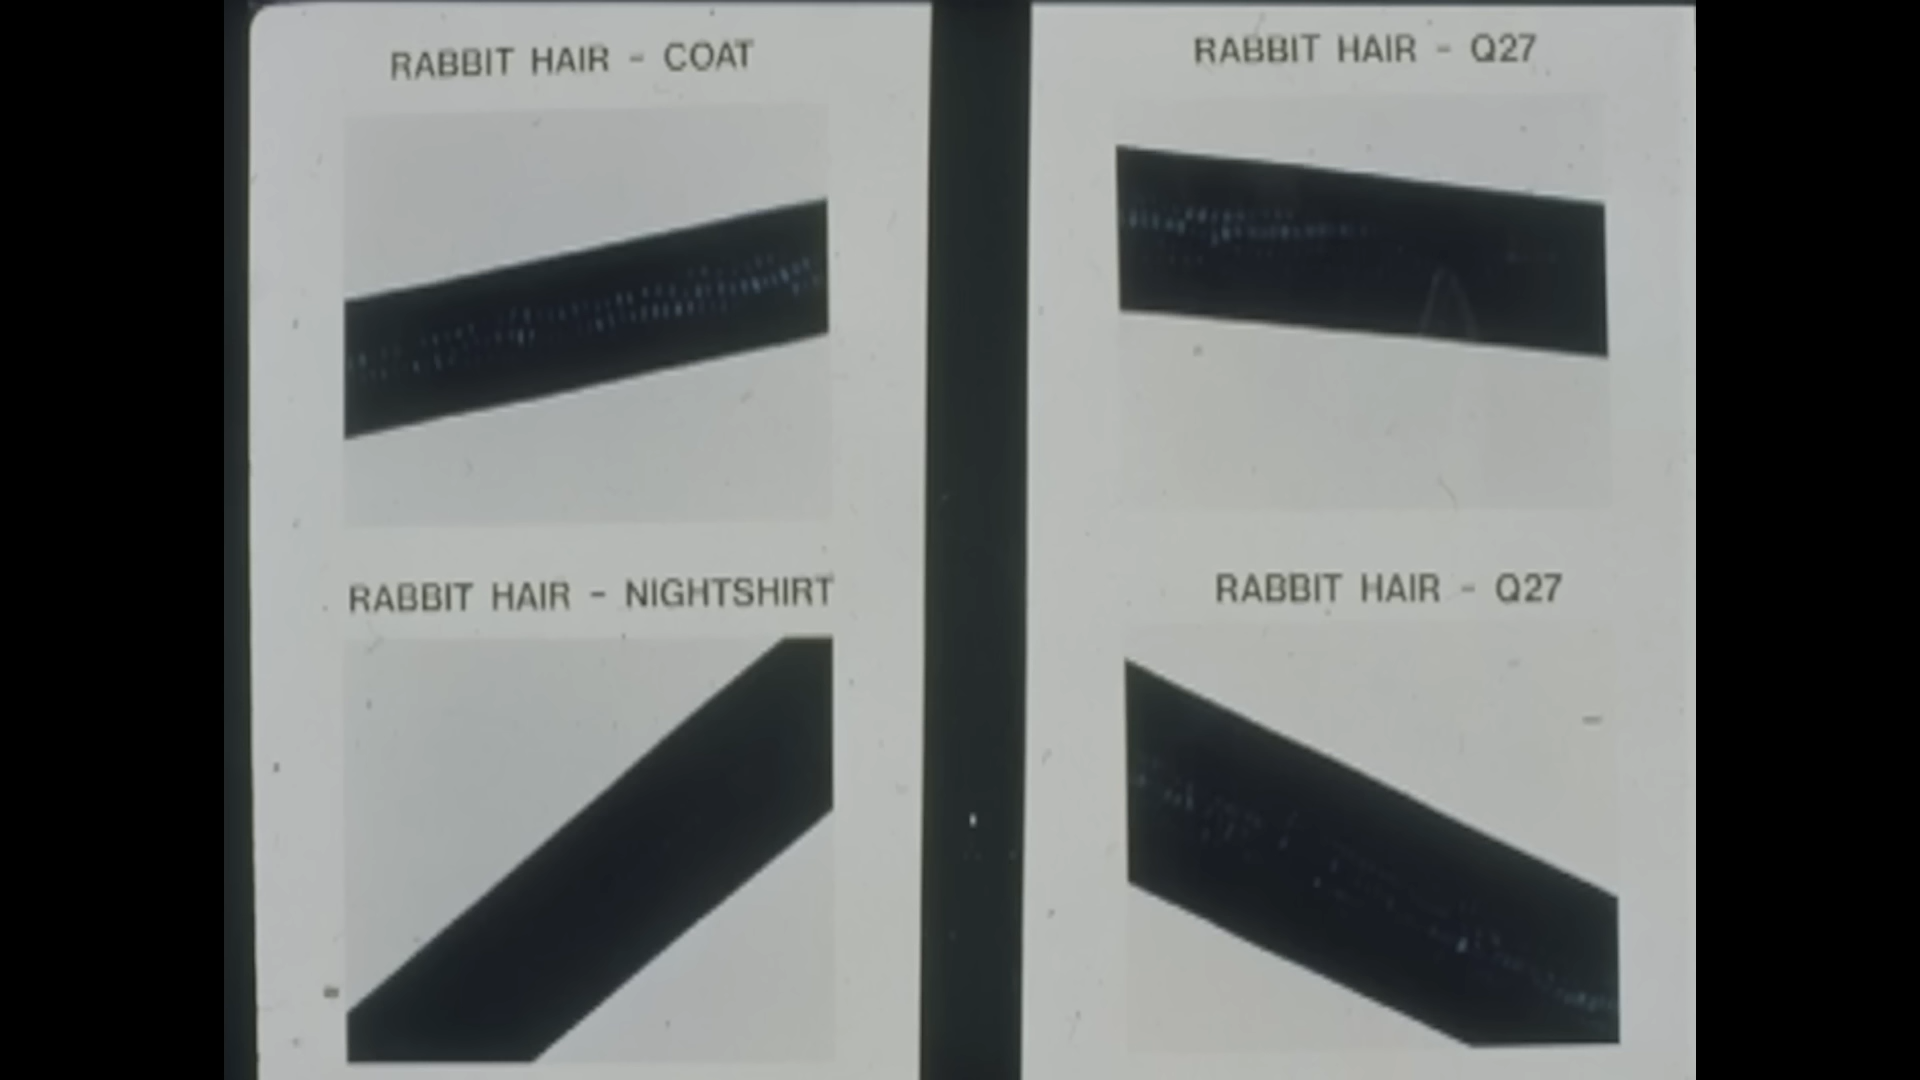 RABBIT HAIR - COAT
RABBIT HAIR - Q27
RABBIT HAIR - NIGHTSHIRT
RABBIT HAIR - Q27